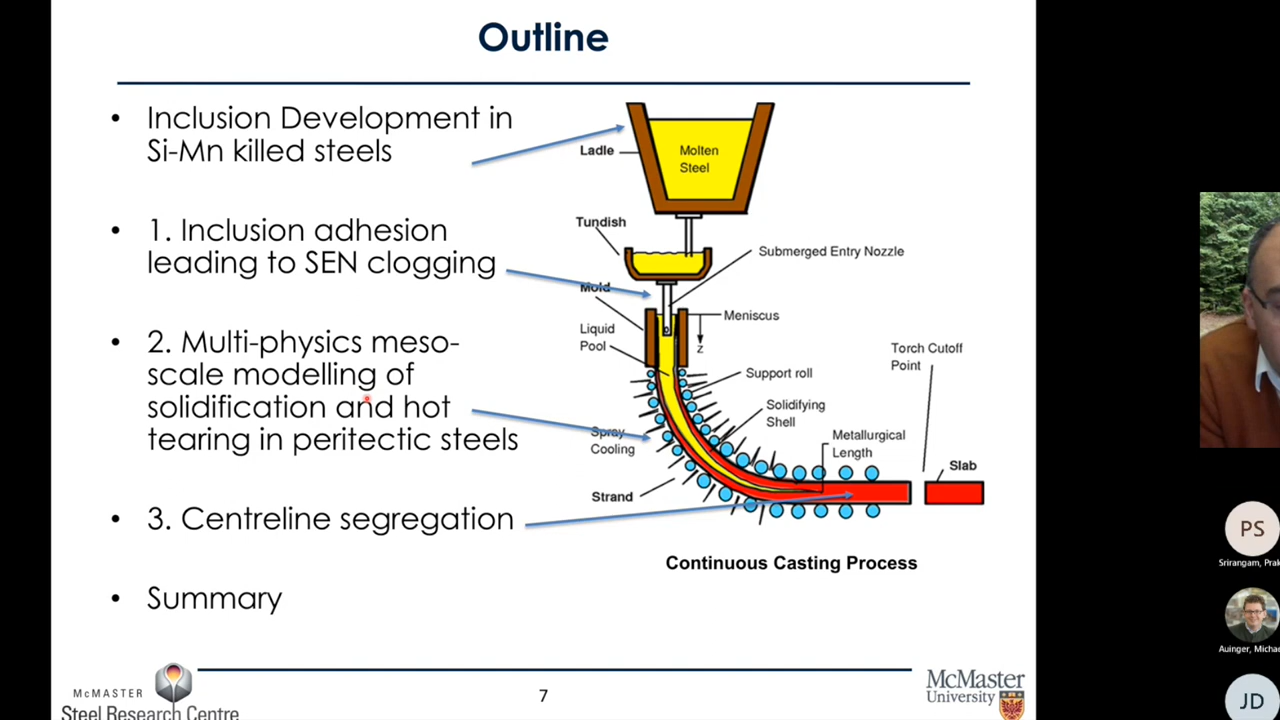 Outline
• Inclusion Development in
Si-Mn killed steels
• 1. Inclusion adhesion
leading to SEN clogging
• 2. Multi-physics meso-
scale modelling of
solidification and hot
tearing in peritectic steels
• 3. Centreline segregation
• Summary
Ladle
Molten
Steel
Tundish
Submerged Entry Nozzle
Mold
Meniscus
Liquid
Pool
z
Torch Cutoff
Point
Support roll
Solidifying
Shell
Spray
Cooling
Metallurgical
Length
Slab
Strand
Continuous Casting Process
McMASTER
Steel Research Centre
7
McMaster
University
PS
Srirangam, Prak
Auinger, Michae
JD